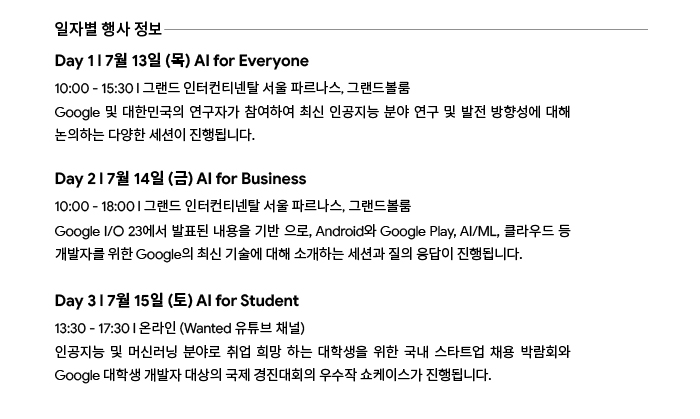 일자별 행사 정보
Day 1 I 7월 13일 (목) AI for Everyone
10:00 - 15:30 I 그랜드 인터컨티넨탈 서울 파르나스, 그랜드볼룸
Google 및 대한민국의 연구자가 참여하여 최신 인공지능 분야 연구 및 발전 방향성에 대해
논의하는 다양한 세션이 진행됩니다.
Day 2 I 7월 14일 (금) AI for Business
10:00 - 18:00 I 그랜드 인터컨티넨탈 서울 파르나스, 그랜드볼룸
Google I/O 23에서 발표된 내용을 기반 으로, Android와 Google Play, AI/ML, 클라우드 등
개발자를 위한 Google의 최신 기술에 대해 소개하는 세션과 질의 응답이 진행됩니다.
Day 3 I 7월 15일 (토) AI for Student
13:30 - 17:30 I 온라인 (Wanted 유튜브 채널)
인공지능 및 머신러닝 분야로 취업 희망 하는 대학생을 위한 국내 스타트업 채용 박람회와
Google 대학생 개발자 대상의 국제 경진대회의 우수작 쇼케이스가 진행됩니다.